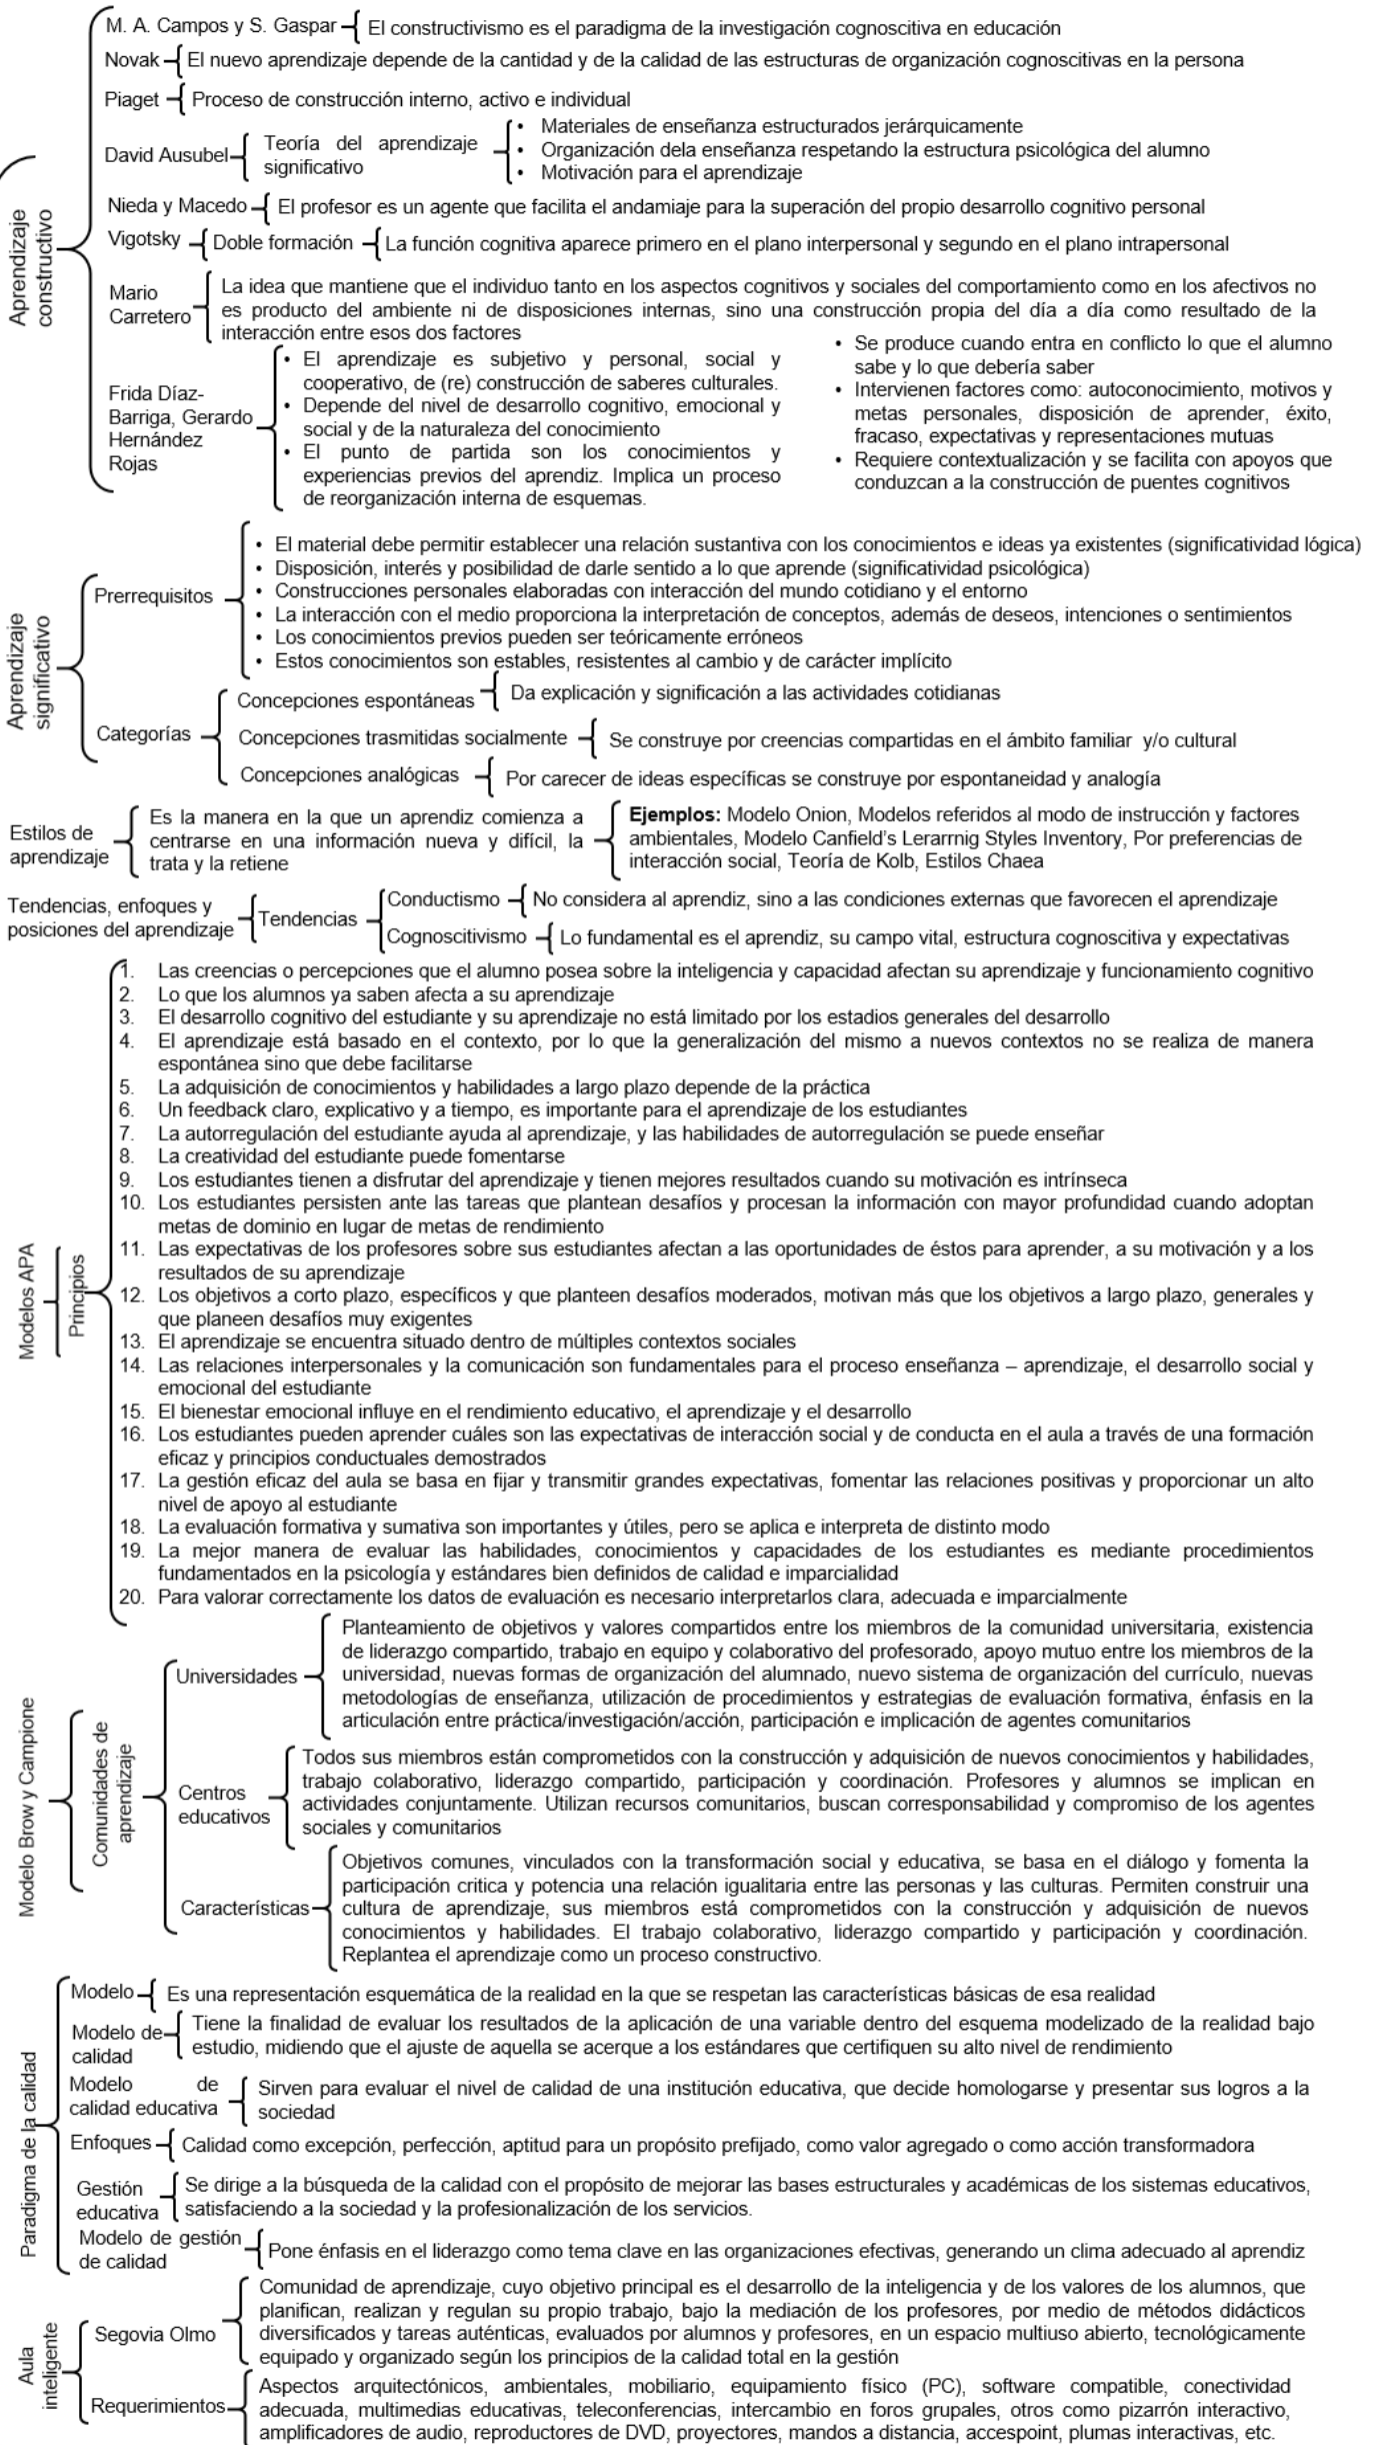 Aprendizaje
constructivo
M. A. Campos y S. Gaspar
El constructivismo es el paradigma de la investigación cognoscitiva en educación
Novak
El nuevo aprendizaje depende de la cantidad y de la calidad de las estructuras de organización cognoscitivas en la persona
Piaget
Proceso de construcción interno, activo e individual
David Ausubel
Teoría del aprendizaje
significativo
• Materiales de enseñanza estructurados jerárquicamente
• Organización dela enseñanza respetando la estructura psicológica del alumno
• Motivación para el aprendizaje
Nieda y Macedo
El profesor es un agente que facilita el andamiaje para la superación del propio desarrollo cognitivo personal
Vigotsky
Doble formación
La función cognitiva aparece primero en el plano interpersonal y segundo en el plano intrapersonal
Mario
Carretero
La idea que mantiene que el individuo tanto en los aspectos cognitivos y sociales del comportamiento como en los afectivos no
es producto del ambiente ni de disposiciones internas, sino una construcción propia del día a día como resultado de la
interacción entre esos dos factores
Frida Díaz-
Barriga, Gerardo
Hernández
Rojas
• El aprendizaje es subjetivo y personal, social y
cooperativo, de (re) construcción de saberes culturales.
• Depende del nivel de desarrollo cognitivo, emocional y
social y de la naturaleza del conocimiento
• El punto de partida son los conocimientos y
experiencias previos del aprendiz. Implica un proceso
de reorganización interna de esquemas.
• Se produce cuando entra en conflicto lo que el alumno
sabe y lo que debería saber
• Intervienen factores como: autoconocimiento, motivos y
metas personales, disposición de aprender, éxito,
fracaso, expectativas y representaciones mutuas
• Requiere contextualización y se facilita con apoyos que
conduzcan a la construcción de puentes cognitivos
Aprendizaje
significativo
Prerrequisitos
• El material debe permitir establecer una relación sustantiva con los conocimientos e ideas ya existentes (significatividad lógica)
• Disposición, interés y posibilidad de darle sentido a lo que aprende (significatividad psicológica)
• Construcciones personales elaboradas con interacción del mundo cotidiano y el entorno
• La interacción con el medio proporciona la interpretación de conceptos, además de deseos, intenciones o sentimientos
• Los conocimientos previos pueden ser teóricamente erróneos
• Estos conocimientos son estables, resistentes al cambio y de carácter implícito
Categorías
Concepciones espontáneas
Da explicación y significación a las actividades cotidianas
Concepciones trasmitidas socialmente
Se construye por creencias compartidas en el ámbito familiar y/o cultural
Concepciones analógicas
Por carecer de ideas específicas se construye por espontaneidad y analogía
Estilos de
aprendizaje
Es la manera en la que un aprendiz comienza a
centrarse en una información nueva y difícil, la
trata y la retiene
Ejemplos: Modelo Onion, Modelos referidos al modo de instrucción y factores
ambientales, Modelo Canfield's Lerarrnig Styles Inventory, Por preferencias de
interacción social, Teoría de Kolb, Estilos Chaea
Tendencias, enfoques y
posiciones del aprendizaje
Tendencias
Conductismo
No considera al aprendiz, sino a las condiciones externas que favorecen el aprendizaje
Cognoscitivismo
Lo fundamental es el aprendiz, su campo vital, estructura cognoscitiva y expectativas
Modelos APA
Principios
1. Las creencias o percepciones que el alumno posea sobre la inteligencia y capacidad afectan su aprendizaje y funcionamiento cognitivo
2. Lo que los alumnos ya saben afecta a su aprendizaje
3. El desarrollo cognitivo del estudiante y su aprendizaje no está limitado por los estadios generales del desarrollo
4. El aprendizaje está basado en el contexto, por lo que la generalización del mismo a nuevos contextos no se realiza de manera
espontánea sino que debe facilitarse
5. La adquisición de conocimientos y habilidades a largo plazo depende de la práctica
6. Un feedback claro, explicativo y a tiempo, es importante para el aprendizaje de los estudiantes
7. La autorregulación del estudiante ayuda al aprendizaje, y las habilidades de autorregulación se puede enseñar
8. La creatividad del estudiante puede fomentarse
9. Los estudiantes tienen a disfrutar del aprendizaje y tienen mejores resultados cuando su motivación es intrínseca
10. Los estudiantes persisten ante las tareas que plantean desafíos y procesan la información con mayor profundidad cuando adoptan
metas de dominio en lugar de metas de rendimiento
11. Las expectativas de los profesores sobre sus estudiantes afectan a las oportunidades de éstos para aprender, a su motivación y a los
resultados de su aprendizaje
12. Los objetivos a corto plazo, específicos y que planteen desafíos moderados, motivan más que los objetivos a largo plazo, generales y
que planeen desafíos muy exigentes
13. El aprendizaje se encuentra situado dentro de múltiples contextos sociales
14. Las relaciones interpersonales y la comunicación son fundamentales para el proceso enseñanza – aprendizaje, el desarrollo social y
emocional del estudiante
15. El bienestar emocional influye en el rendimiento educativo, el aprendizaje y el desarrollo
16. Los estudiantes pueden aprender cuáles son las expectativas de interacción social y de conducta en el aula a través de una formación
eficaz y principios conductuales demostrados
17. La gestión eficaz del aula se basa en fijar y transmitir grandes expectativas, fomentar las relaciones positivas y proporcionar un alto
nivel de apoyo al estudiante
18. La evaluación formativa y sumativa son importantes y útiles, pero se aplica e interpreta de distinto modo
19. La mejor manera de evaluar las habilidades, conocimientos y capacidades de los estudiantes es mediante procedimientos
fundamentados en la psicología y estándares bien definidos de calidad e imparcialidad
20. Para valorar correctamente los datos de evaluación es necesario interpretarlos clara, adecuada e imparcialmente
Modelo Brow y Campione
Comunidades de
aprendizaje
Universidades
Planteamiento de objetivos y valores compartidos entre los miembros de la comunidad universitaria, existencia
de liderazgo compartido, trabajo en equipo y colaborativo del profesorado, apoyo mutuo entre los miembros de la
universidad, nuevas formas de organización del alumnado, nuevo sistema de organización del currículo, nuevas
metodologías de enseñanza, utilización de procedimientos y estrategias de evaluación formativa, énfasis en la
articulación entre práctica/investigación/acción, participación e implicación de agentes comunitarios
Centros
educativos
Todos sus miembros están comprometidos con la construcción y adquisición de nuevos conocimientos y habilidades,
trabajo colaborativo, liderazgo compartido, participación y coordinación. Profesores y alumnos se implican en
actividades conjuntamente. Utilizan recursos comunitarios, buscan corresponsabilidad y compromiso de los agentes
sociales y comunitarios
Características
Objetivos comunes, vinculados con la transformación social y educativa, se basa en el diálogo y fomenta la
participación critica y potencia una relación igualitaria entre las personas y las culturas. Permiten construir una
cultura de aprendizaje, sus miembros está comprometidos con la construcción y adquisición de nuevos
conocimientos y habilidades. El trabajo colaborativo, liderazgo compartido y participación y coordinación.
Replantea el aprendizaje como un proceso constructivo.
Paradigma de la calidad
Modelo
Es una representación esquemática de la realidad en la que se respetan las características básicas de esa realidad
Modelo de
calidad
Tiene la finalidad de evaluar los resultados de la aplicación de una variable dentro del esquema modelizado de la realidad bajo
estudio, midiendo que el ajuste de aquella se acerque a los estándares que certifiquen su alto nivel de rendimiento
Modelo de
calidad educativa
Sirven para evaluar el nivel de calidad de una institución educativa, que decide homologarse y presentar sus logros a la
sociedad
Enfoques
Calidad como excepción, perfección, aptitud para un propósito prefijado, como valor agregado o como acción transformadora
Gestión
educativa
Se dirige a la búsqueda de la calidad con el propósito de mejorar las bases estructurales y académicas de los sistemas educativos,
satisfaciendo a la sociedad y la profesionalización de los servicios.
Modelo de gestión
de calidad
Pone énfasis en el liderazgo como tema clave en las organizaciones efectivas, generando un clima adecuado al aprendiz
Aula
inteligente
Segovia Olmo
Comunidad de aprendizaje, cuyo objetivo principal es el desarrollo de la inteligencia y de los valores de los alumnos, que
planifican, realizan y regulan su propio trabajo, bajo la mediación de los profesores, por medio de métodos didácticos
diversificados y tareas auténticas, evaluados por alumnos y profesores, en un espacio multiuso abierto, tecnológicamente
equipado y organizado según los principios de la calidad total en la gestión
Requerimientos
Aspectos arquitectónicos, ambientales, mobiliario, equipamiento físico (PC), software compatible, conectividad
adecuada, multimedias educativas, teleconferencias, intercambio en foros grupales, otros como pizarrón interactivo,
amplificadores de audio, reproductores de DVD, proyectores, mandos a distancia, accespoint, plumas interactivas, etc.